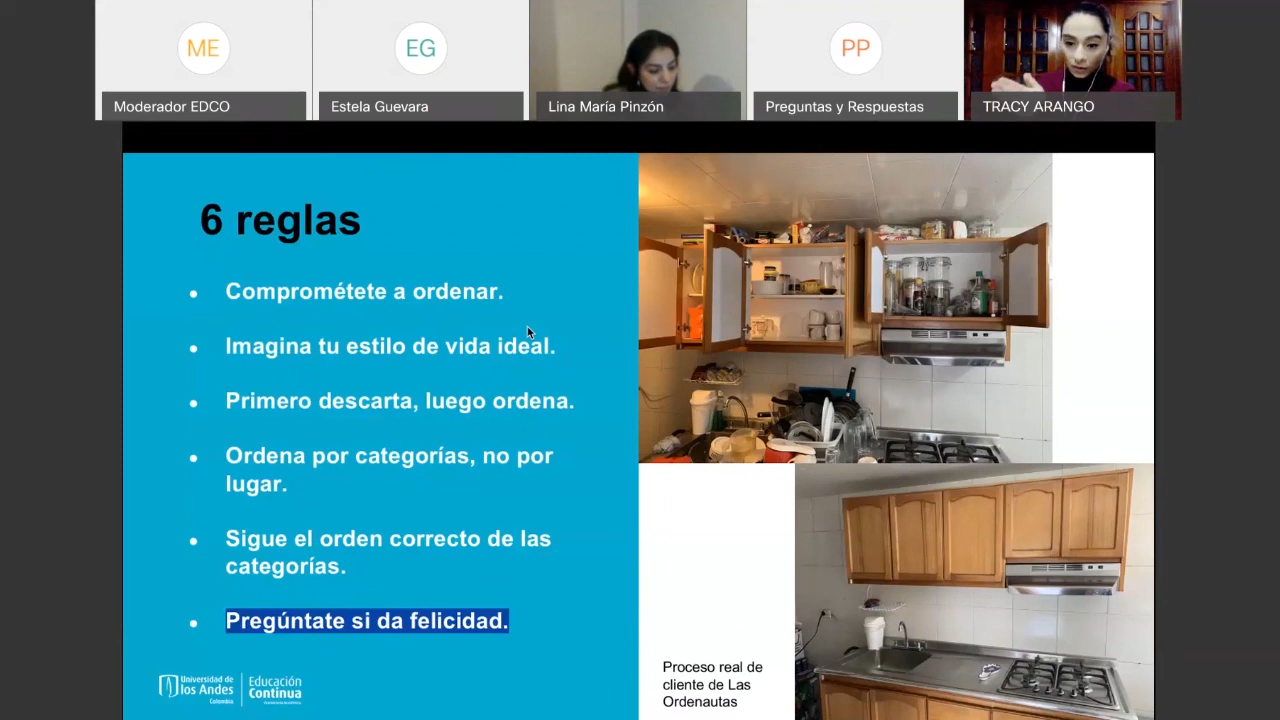 ME
EG
PP
Moderador EDCO
Estela Guevara
Lina María Pinzón
Preguntas y Respuestas
TRACY ARANGO
6 reglas
Comprométete a ordenar.
Imagina tu estilo de vida ideal.
Primero descarta, luego ordena.
Ordena por categorías, no por
lugar.
Sigue el orden correcto de las
categorías.
Pregúntate si da felicidad.
Proceso real de
cliente de Las
Ordenautas
Universidad de
los Andes
Colombia
Educación
Continua